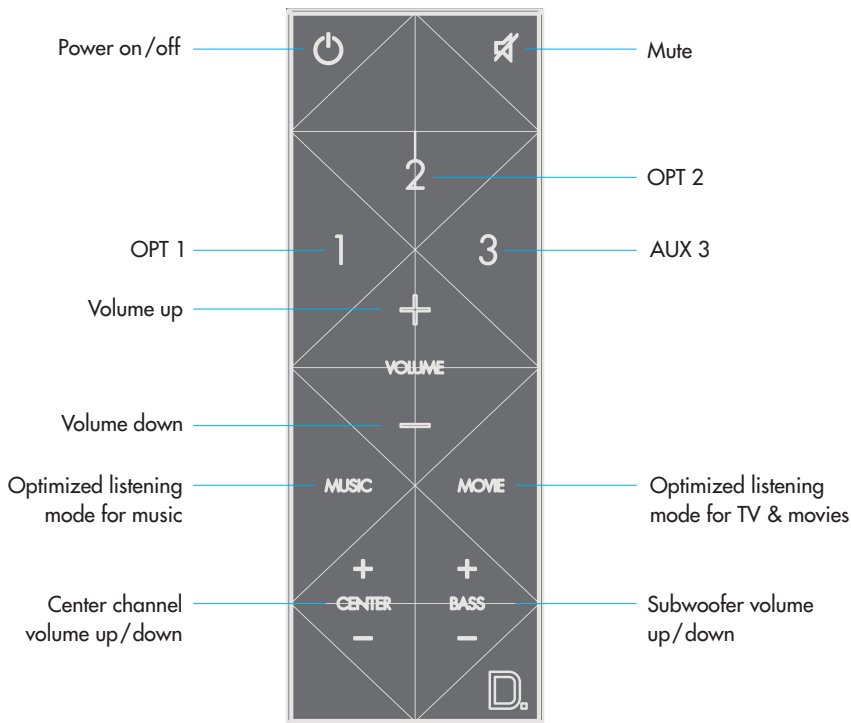 Power on/off
Mute
2
OPT 2
OPT 1
1
3
AUX 3
Volume up
+
VOLUME
Volume down
−
MUSIC
MOVIE
Optimized listening
mode for music
Optimized listening
mode for TV & movies
+
+
Center channel
volume up/down
CENTER
BASS
Subwoofer volume
up/down
−
−
D.